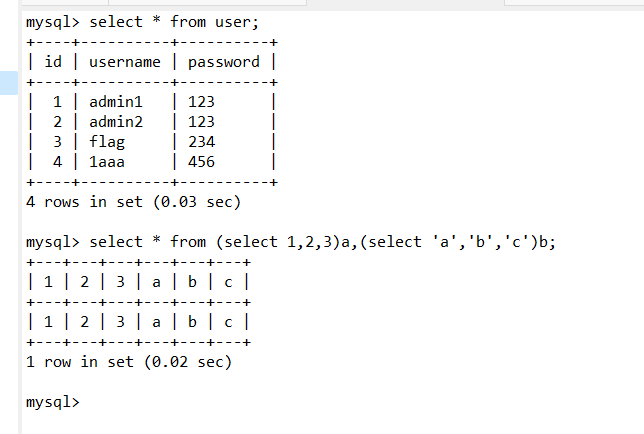 mysql> select * from user;
+----+----------+----------+
| id | username | password |
+----+----------+----------+
| 1 | admin1 | 123 |
| 2 | admin2 | 123 |
| 3 | flag | 234 |
| 4 | 1aaa | 456 |
+----+----------+----------+
4 rows in set (0.03 sec)
mysql> select * from (select 1,2,3)a,(select 'a','b','c')b;
+---+---+---+---+---+---+
| 1 | 2 | 3 | a | b | c |
+---+---+---+---+---+---+
| 1 | 2 | 3 | a | b | c |
+---+---+---+---+---+---+
1 row in set (0.02 sec)
mysql>